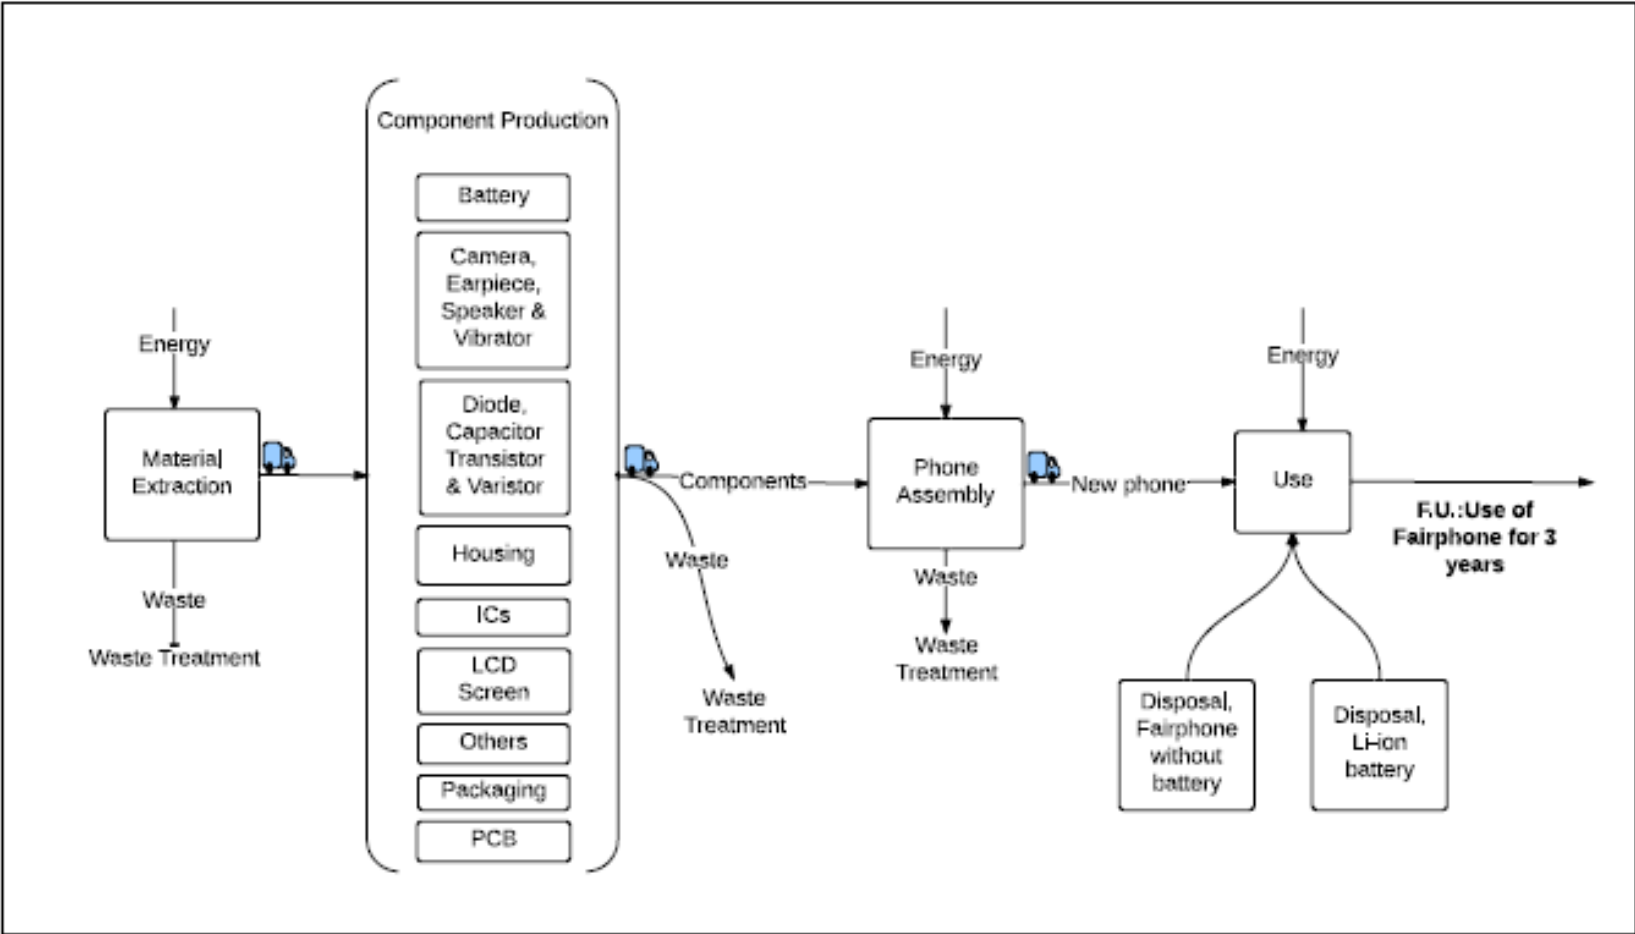 Component Production
Battery
Camera,
Earpiece,
Speaker &
Vibrator
Diode,
Capacitor
Transistor
& Varistor
Housing
ICs
LCD
Screen
Others
Packaging
PCB
Energy
Material
Extraction
Waste
Waste Treatment
Components
Waste
Waste
Treatment
Energy
Phone
Assembly
Waste
Waste
Treatment
New phone
Energy
Use
F.U.:Use of
Fairphone for 3
years
Disposal,
Fairphone
without
battery
Disposal,
Li-ion
battery